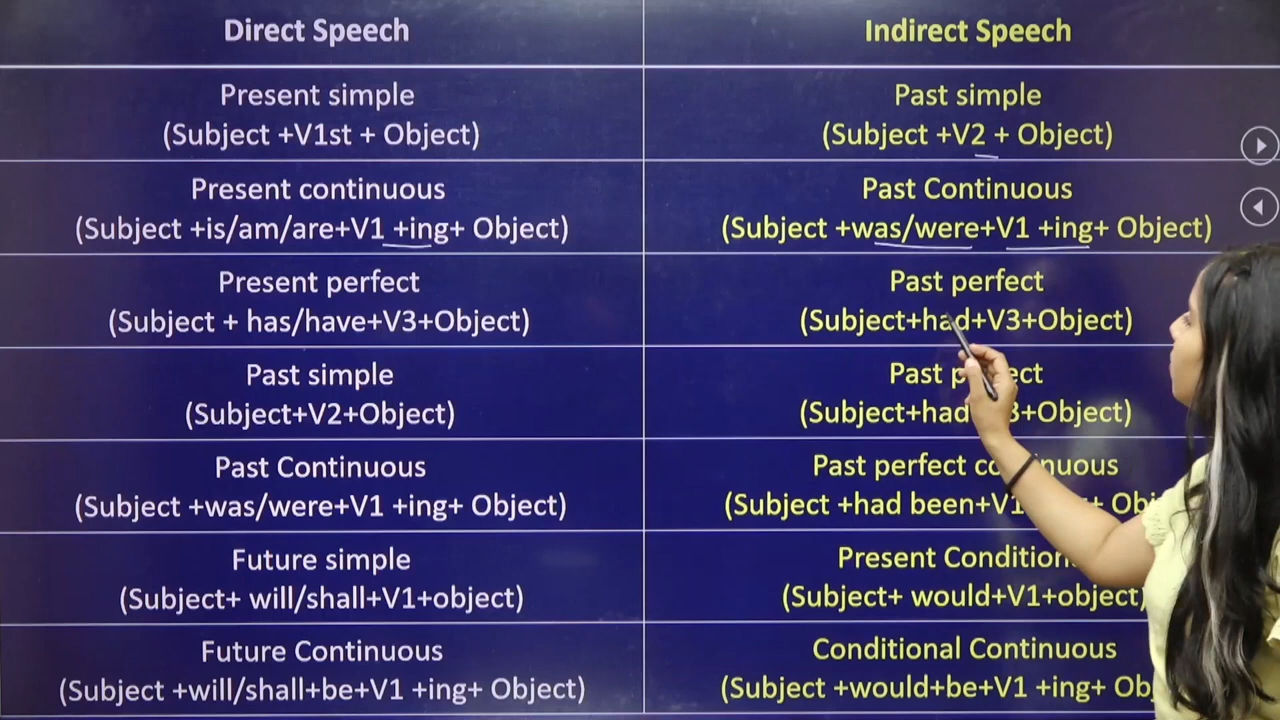 Direct Speech
Indirect Speech
Present simple
(Subject +V1st + Object)
Past simple
(Subject +V2 + Object)
Present continuous
(Subject +is/am/are+V1 +ing+ Object)
Past Continuous
(Subject +was/were+V1 +ing+ Object)
Present perfect
(Subject + has/have+V3+Object)
Past perfect
(Subject+had+V3+Object)
Past simple
(Subject+V2+Object)
Past
(Subject+had +Object)
Past Continuous
(Subject +was/were+V1 +ing+ Object)
Past perfect
(Subject +had been+V1 +
Future simple
(Subject+ will/shall+V1+object)
Present
(Subject+ would+V1+object)
Future Continuous
(Subject +will/shall+be+V1 +ing+ Object)
Conditional Continuous
(Subject +would+be+V1 +ing+